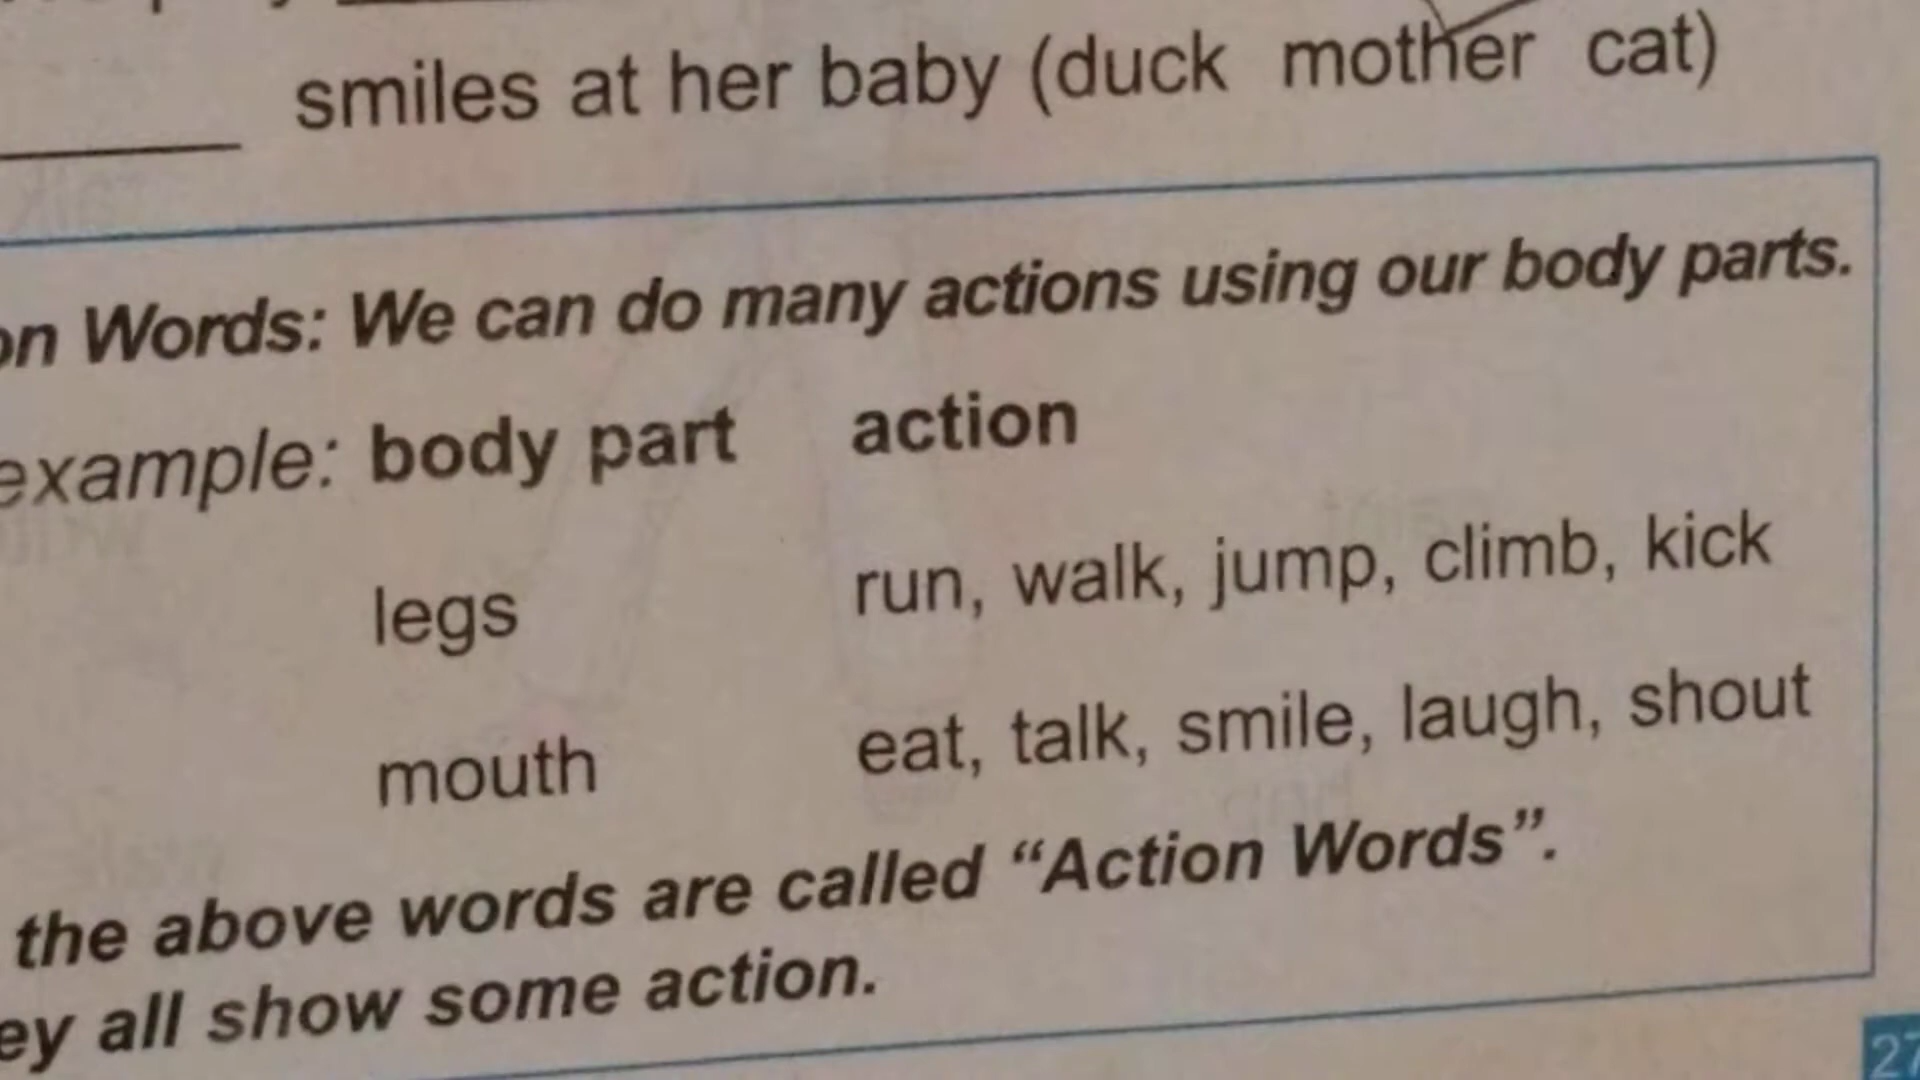 smiles at her baby (duck mother cat)
on Words: We can do many actions using our body parts.
example: body part action
legs run, walk, jump, climb, kick
mouth eat, talk, smile, laugh, shout
the above words are called “Action Words”.
ey all show some action.
27